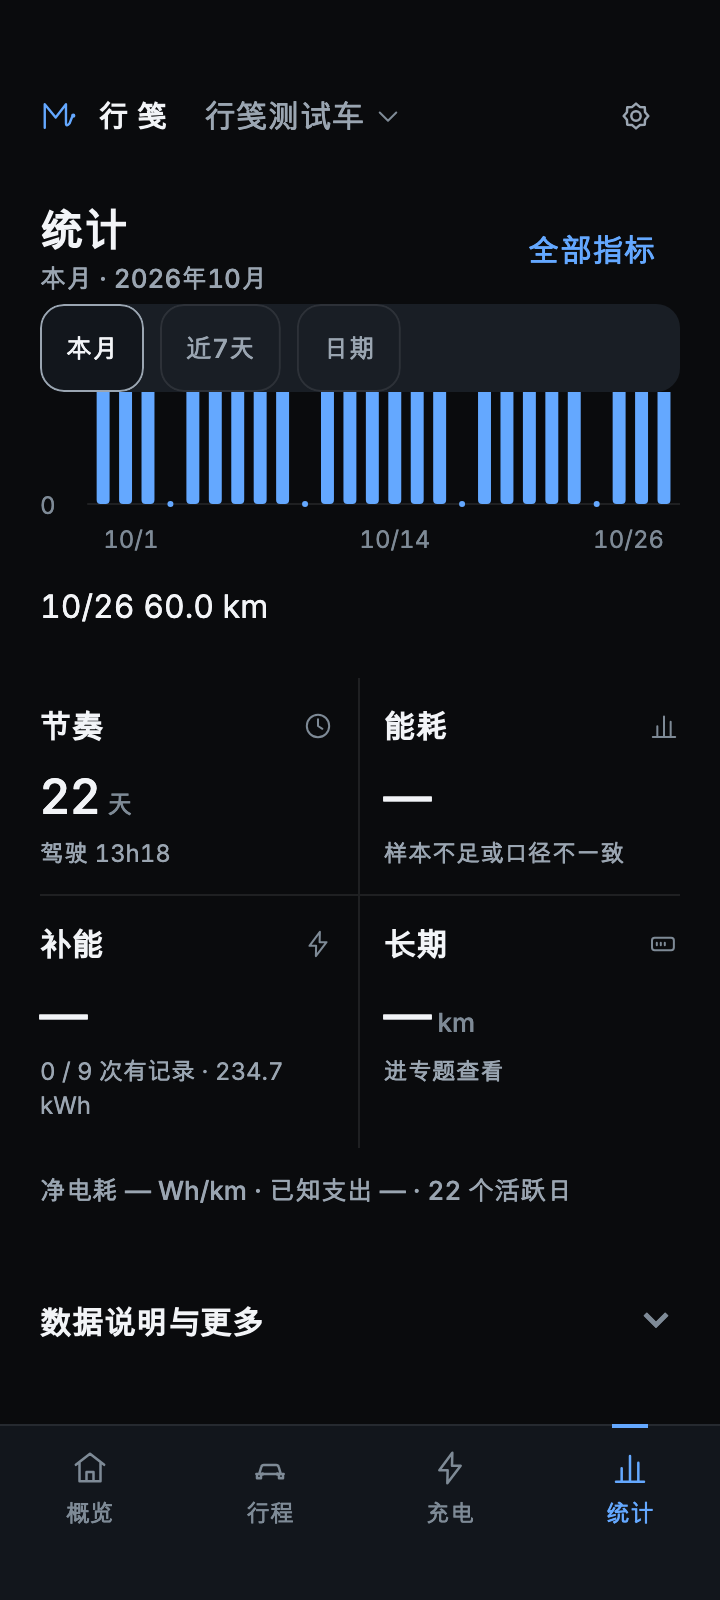 行笺 行笺测试车
统计
全部指标
本月 · 2026年10月
本月 近7天 日期
0
10/1 10/14 10/26
10/26 60.0 km
节奏
22 天
驾驶 13h18
能耗
—
样本不足或口径不一致
补能
—
0 / 9 次有记录 · 234.7
kWh
长期
— km
进专题查看
净电耗 — Wh/km · 已知支出 — · 22 个活跃日
数据说明与更多
概览 行程 充电 统计